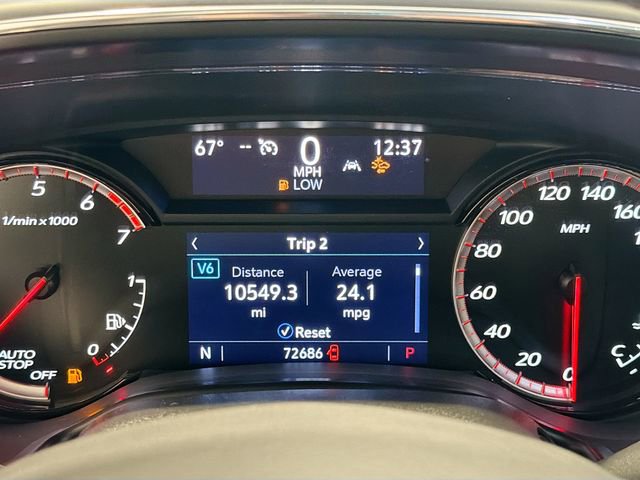 67° -- 0 12:37
MPH
LOW
5 6 7
1/min x 1000
1
0
AUTO
STOP
OFF
‹ Trip 2 ›
V6 Distance Average
10549.3 24.1
mi mpg
Reset
N 72686 P
0 20 40 60 80 100 120 140 160
MPH